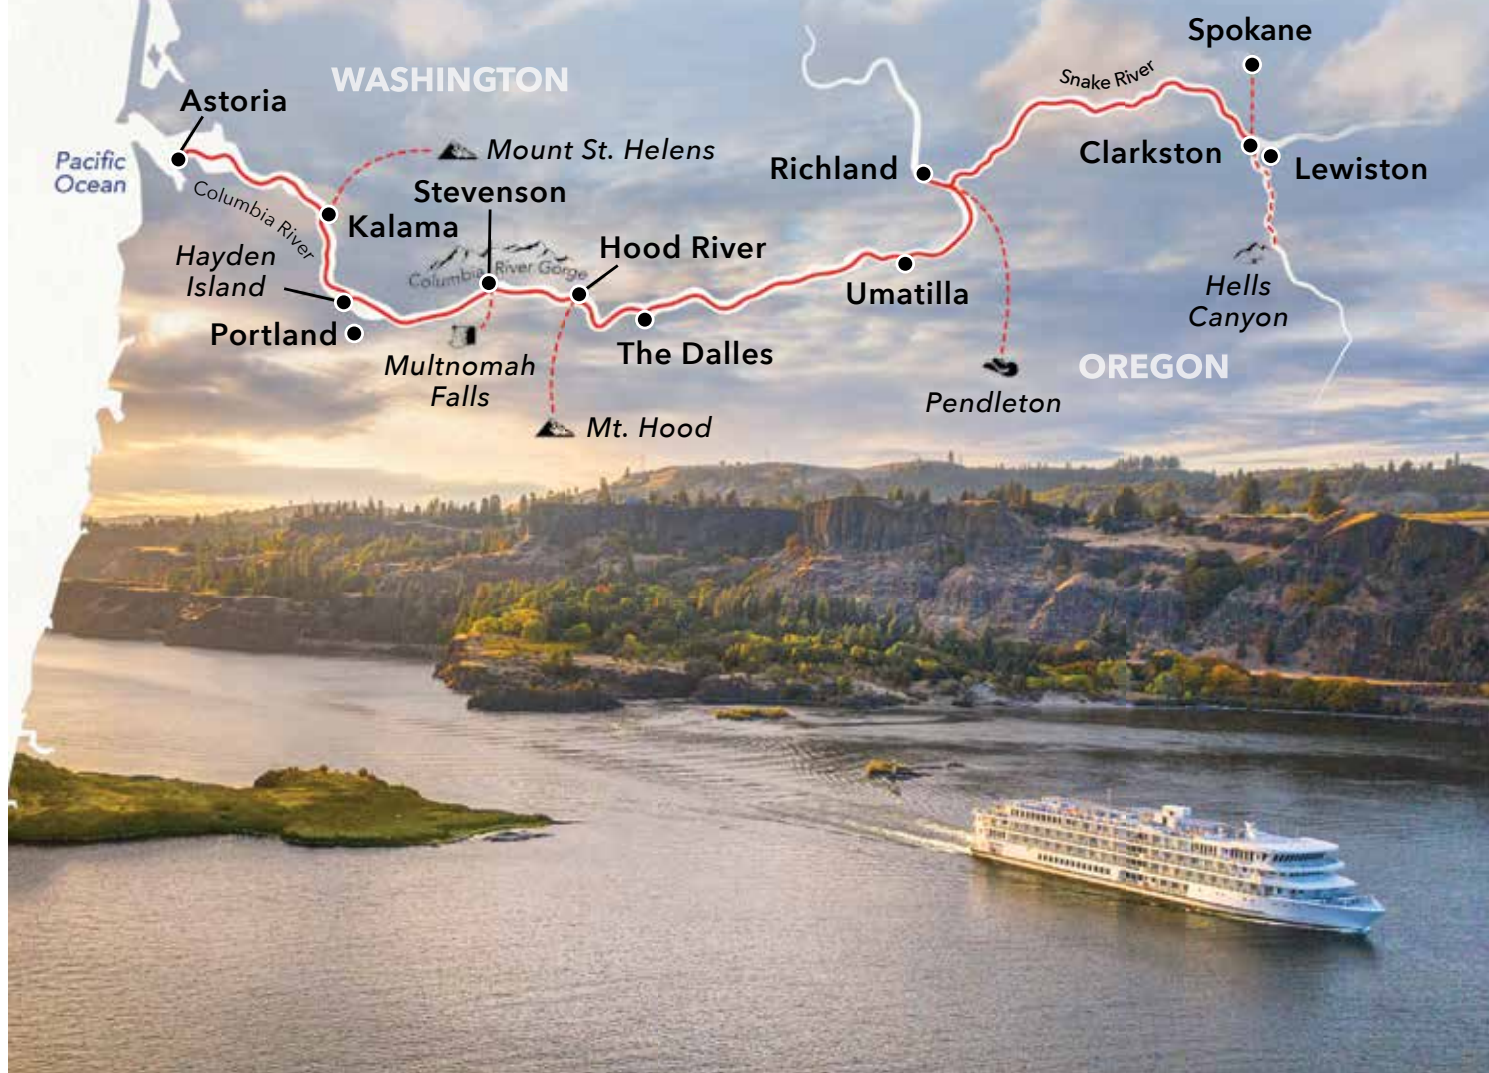 Spokane
Snake River
WASHINGTON
Astoria
Pacific
Ocean
Mount St. Helens
Richland
Clarkston
Lewiston
Stevenson
Columbia River
Kalama
Hayden
Island
Columbia River Gorge
Hood River
Umatilla
Hells
Canyon
Portland
Multnomah
Falls
The Dalles
OREGON
Pendleton
Mt. Hood